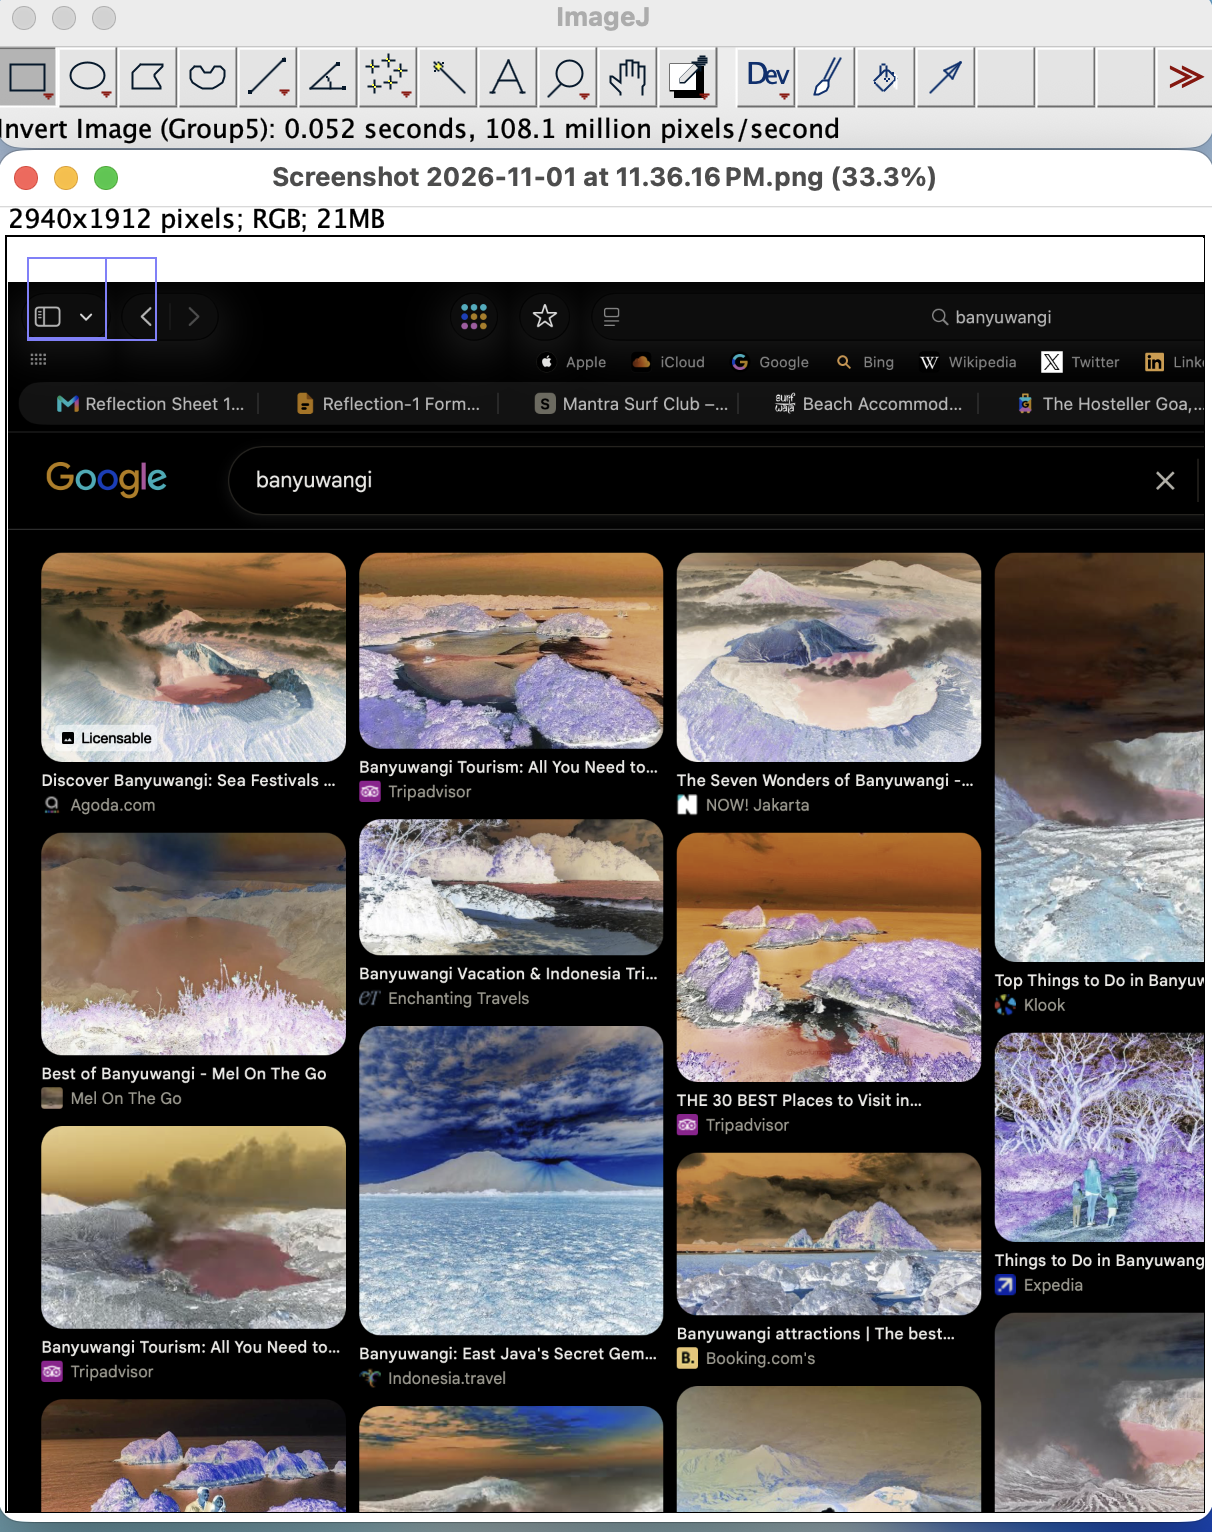 ImageJ
Dev
Invert Image (Group5): 0.052 seconds, 108.1 million pixels/second
Screenshot 2026-11-01 at 11.36.16 PM.png (33.3%)
2940x1912 pixels; RGB; 21MB
banyuwangi
Apple iCloud Google Bing Wikipedia Twitter Linke
Reflection Sheet 1... Reflection-1 Form... Mantra Surf Club –... Beach Accommod... The Hosteller Goa,...
Google
banyuwangi
Licensable
Discover Banyuwangi: Sea Festivals ...
Agoda.com
Banyuwangi Tourism: All You Need to...
Tripadvisor
The Seven Wonders of Banyuwangi -...
NOW! Jakarta
Top Things to Do in Banyuw
Klook
Best of Banyuwangi - Mel On The Go
Mel On The Go
Banyuwangi Vacation & Indonesia Tri...
Enchanting Travels
THE 30 BEST Places to Visit in...
Tripadvisor
Things to Do in Banyuwang
Expedia
Banyuwangi Tourism: All You Need to...
Tripadvisor
Banyuwangi: East Java's Secret Gem...
Indonesia.travel
Banyuwangi attractions | The best...
Booking.com's